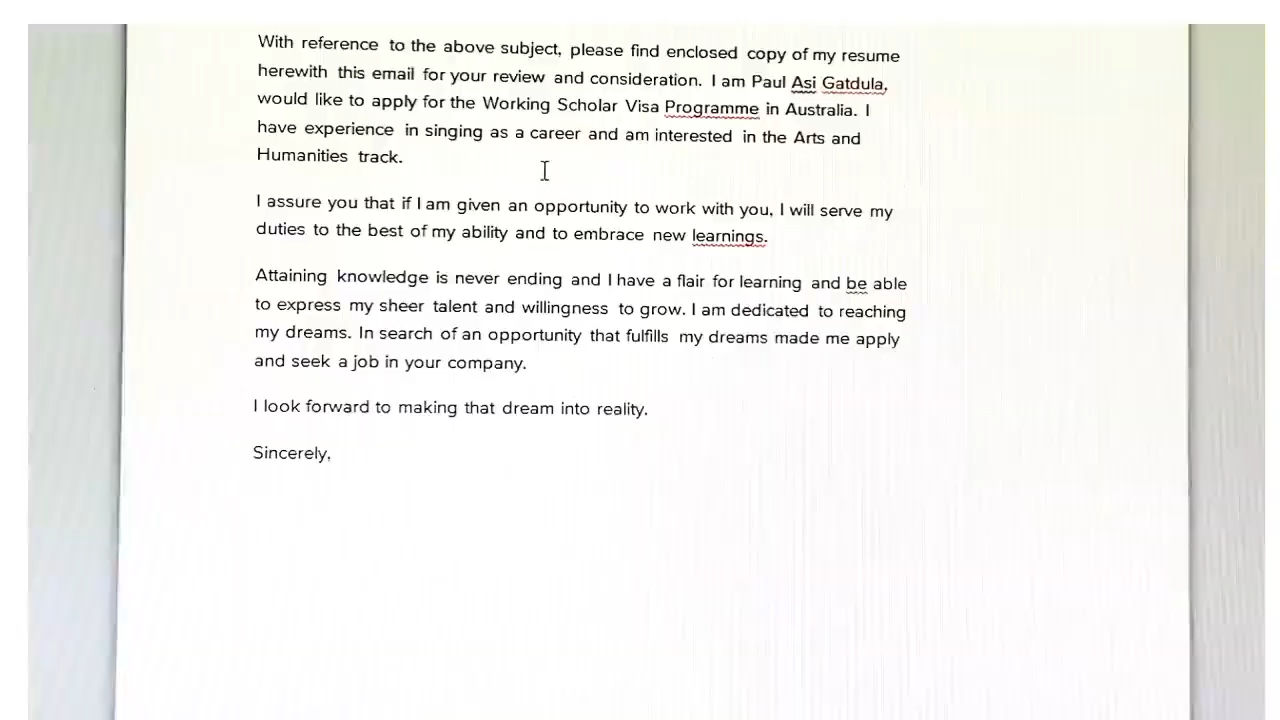 With reference to the above subject, please find enclosed copy of my resume
herewith this email for your review and consideration. I am Paul Asi Gatdula,
would like to apply for the Working Scholar Visa Programme in Australia. I
have experience in singing as a career and am interested in the Arts and
Humanities track.
I assure you that if I am given an opportunity to work with you, I will serve my
duties to the best of my ability and to embrace new learnings.
Attaining knowledge is never ending and I have a flair for learning and be able
to express my sheer talent and willingness to grow. I am dedicated to reaching
my dreams. In search of an opportunity that fulfills my dreams made me apply
and seek a job in your company.
I look forward to making that dream into reality.
Sincerely,